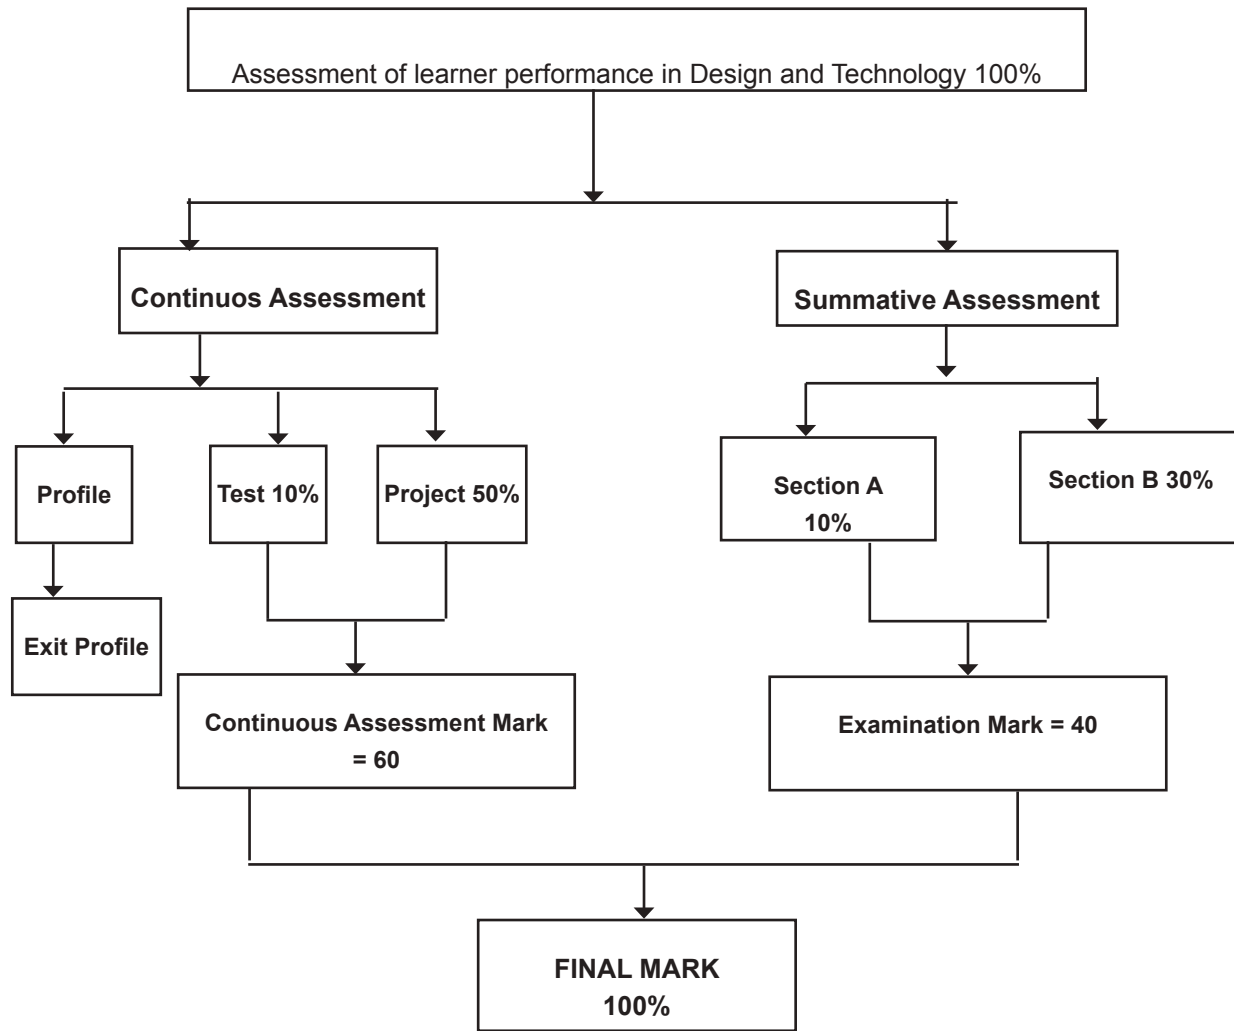 Assessment of learner performance in Design and Technology 100%
Continuos Assessment
Summative Assessment
Profile
Test 10%
Project 50%
Section A
10%
Section B 30%
Exit Profile
Continuous Assessment Mark
= 60
Examination Mark = 40
FINAL MARK
100%